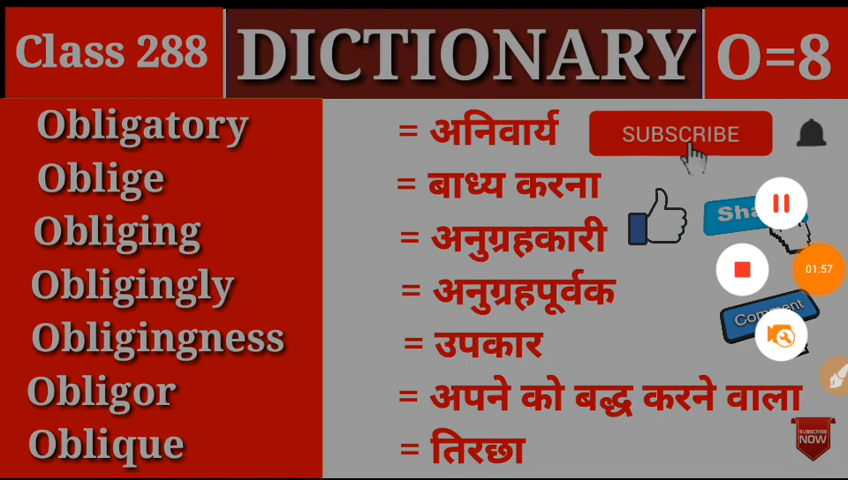 Class 288 DICTIONARY O=8
Obligatory = अनिवार्य SUBSCRIBE
Oblige = बाध्य करना
Obliging = अनुग्रहकारी
Obligingly = अनुग्रहपूर्वक
Obligingness = उपकार
Obligor = अपने को बद्ध करने वाला
Oblique = तिरछा
01:57
Comment
SUBSCRIBE
NOW